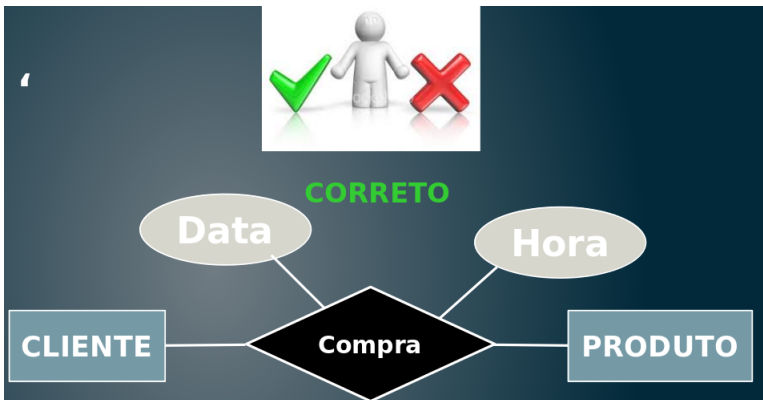 ‘
CORRETO
Data
Hora
CLIENTE
Compra
PRODUTO